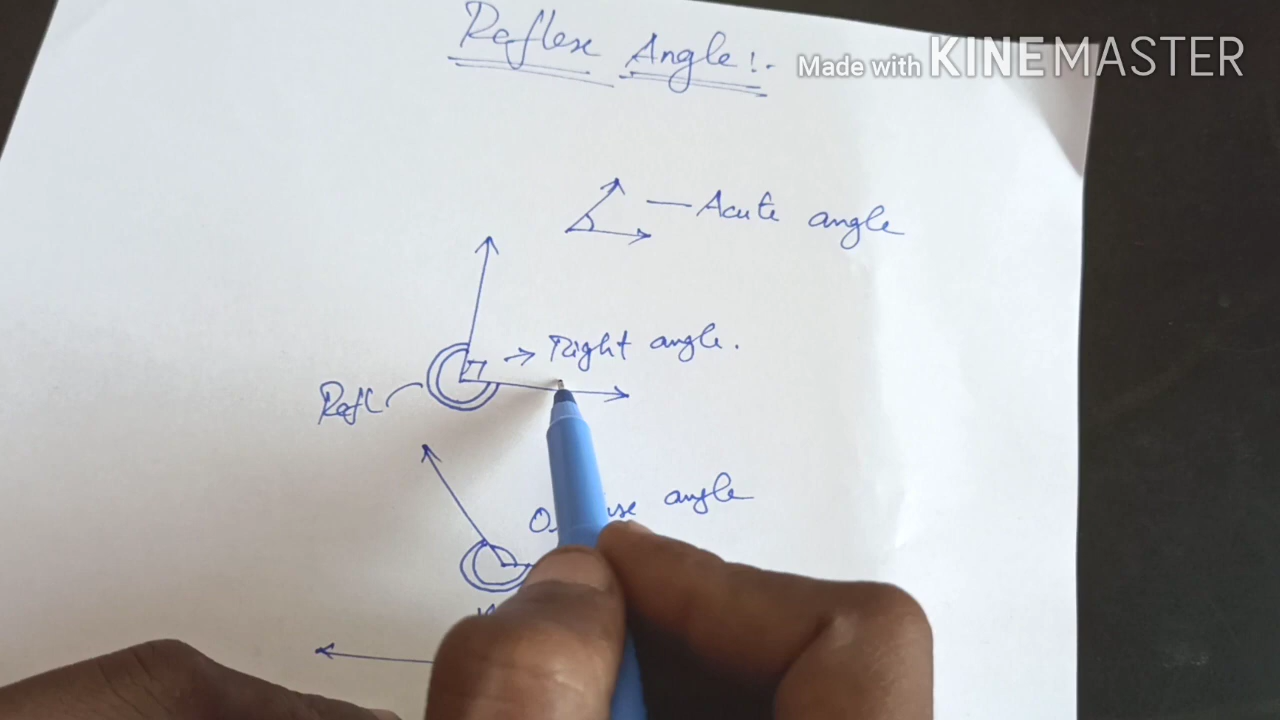 Reflex Angle:-
Made with KINEMASTER
Acute angle
Right angle.
Refl
angle